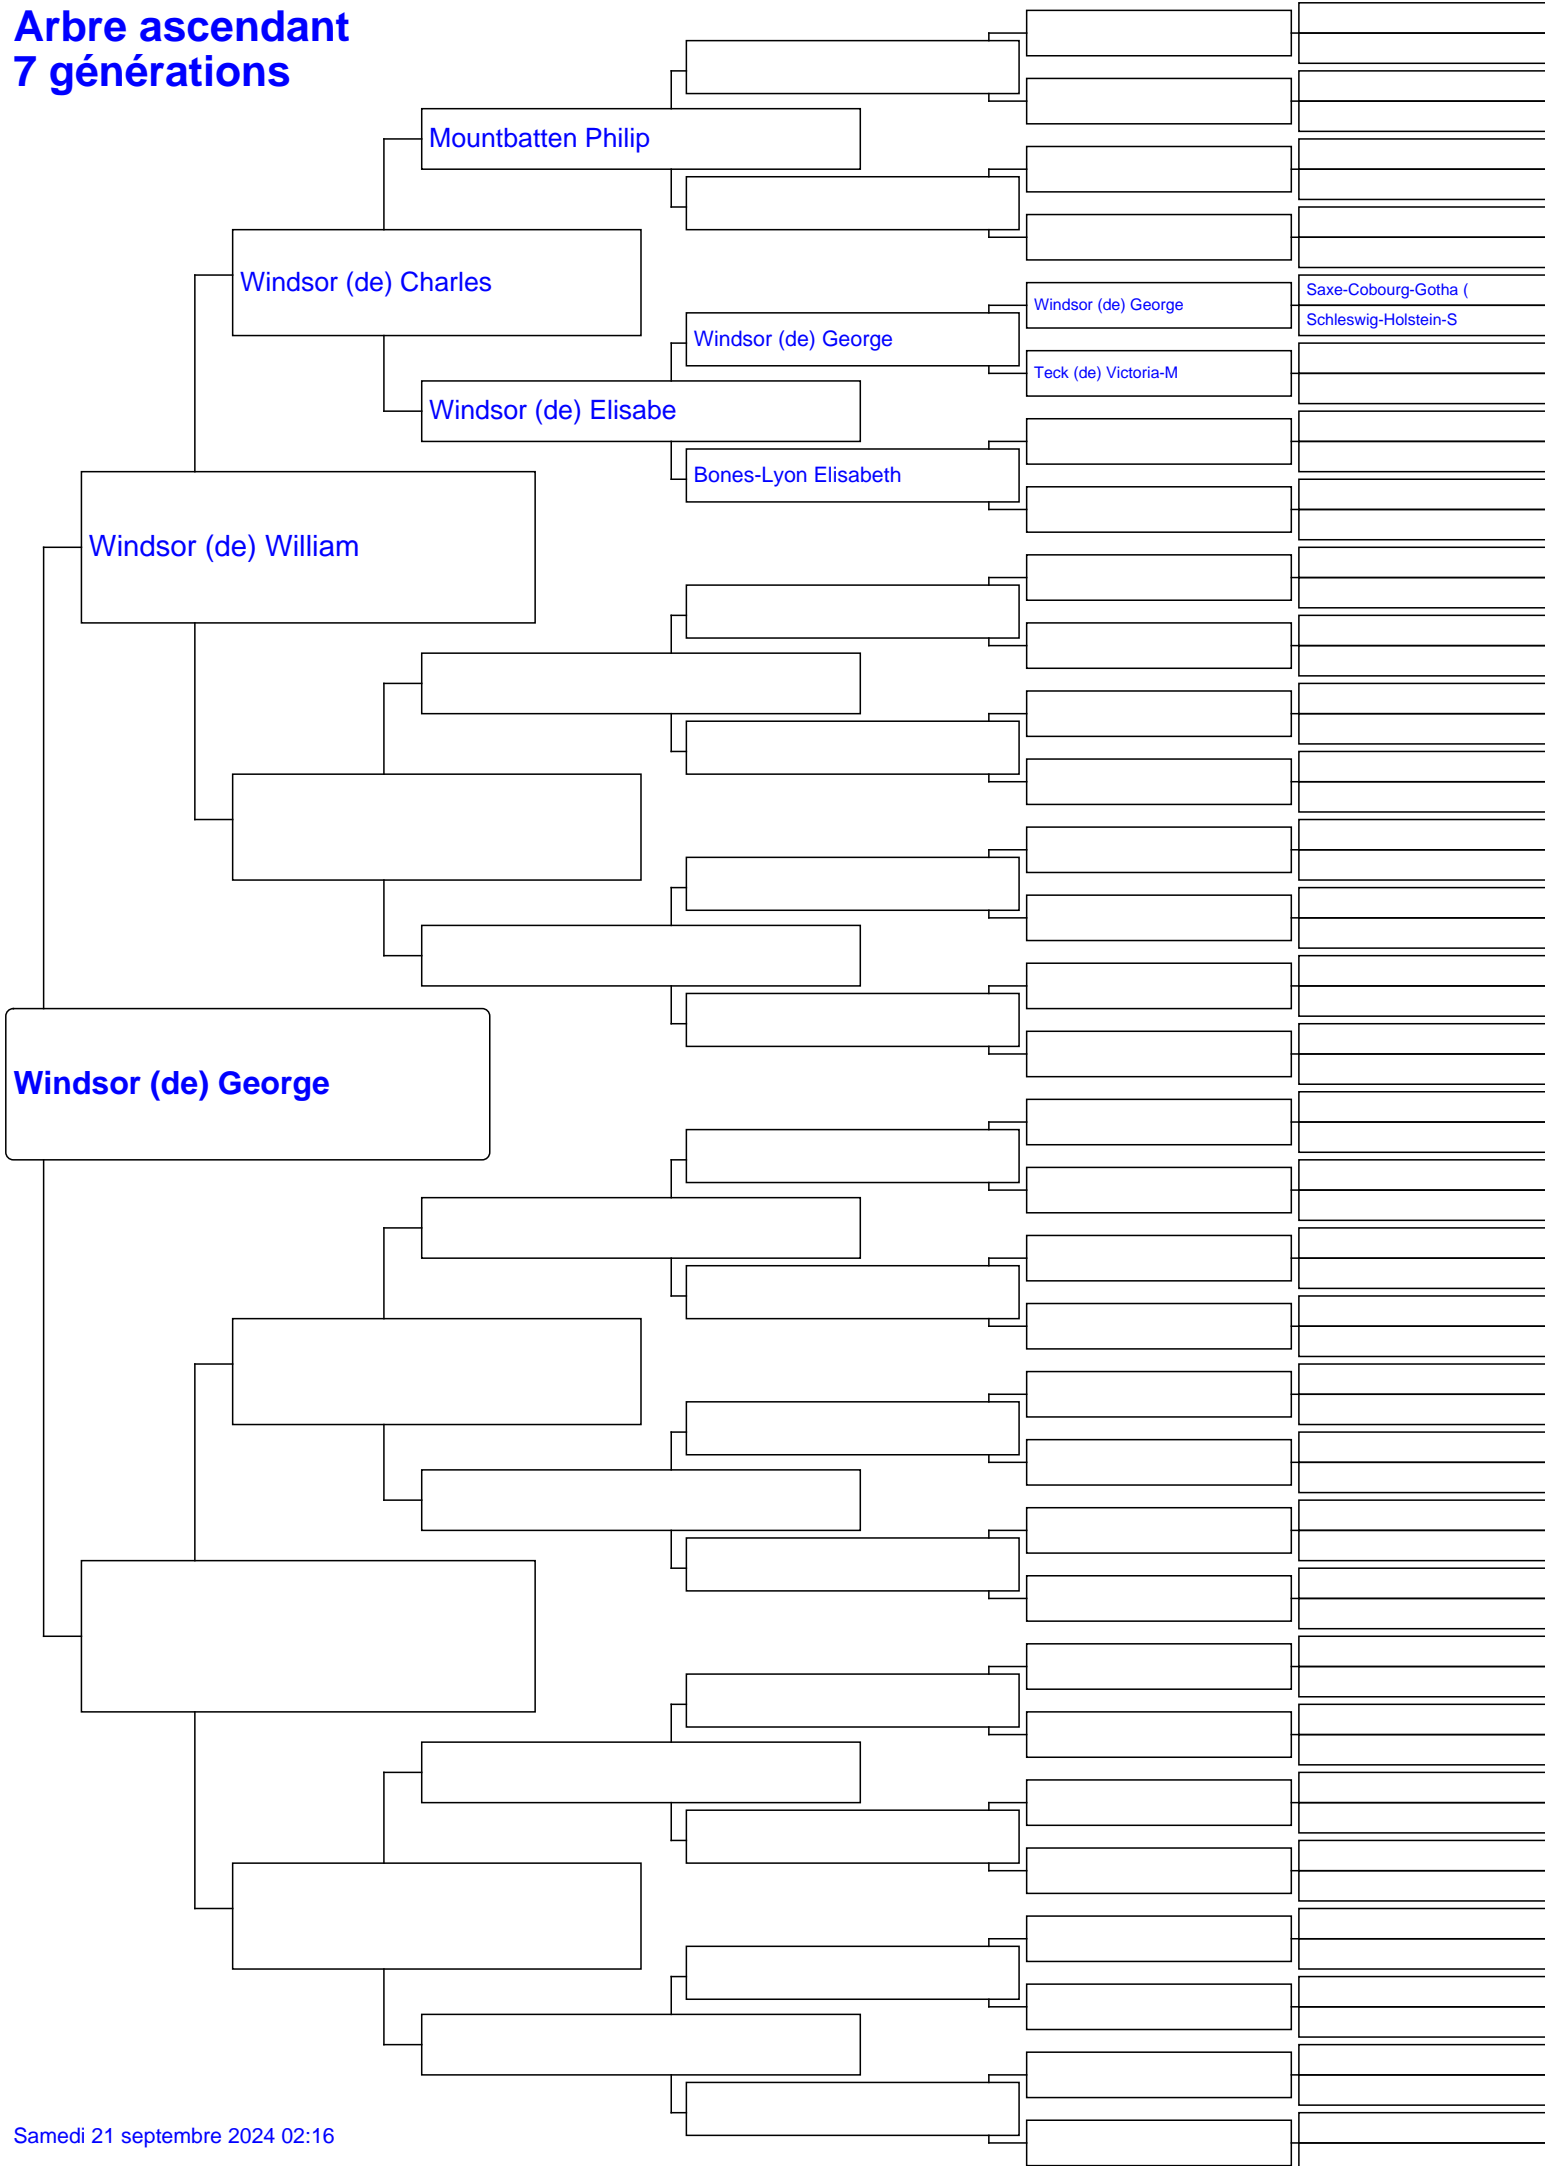 Arbre ascendant
7 générations
Mountbatten Philip
Windsor (de) Charles
Saxe-Cobourg-Gotha (
Windsor (de) George
Schleswig-Holstein-S
Windsor (de) George
Teck (de) Victoria-M
Windsor (de) Elisabe
Bones-Lyon Elisabeth
Windsor (de) William
Windsor (de) George
Samedi 21 septembre 2024 02:16